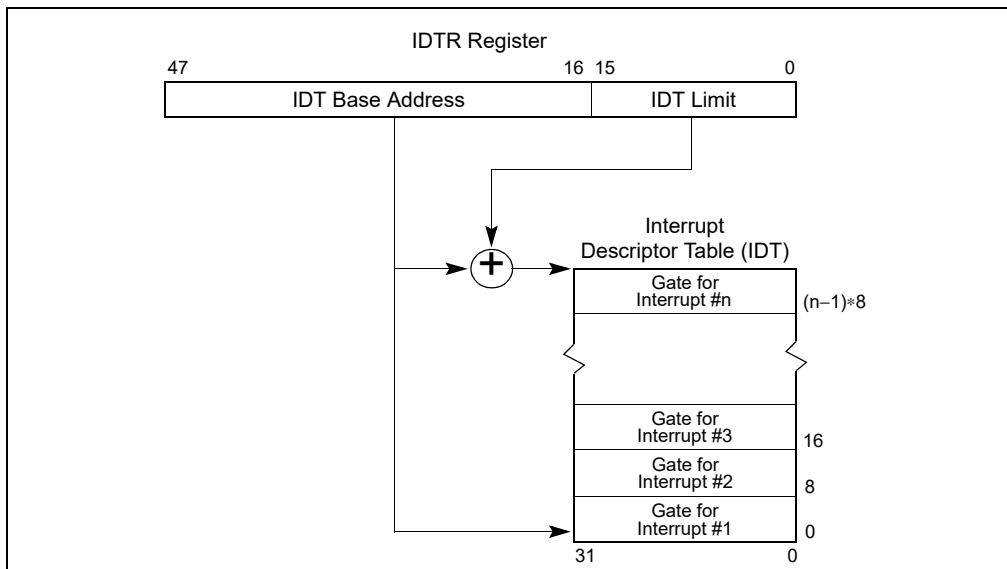 IDTR Register
47 16 15 0
IDT Base Address IDT Limit
+
Interrupt
Descriptor Table (IDT)
Gate for
Interrupt #n
(n−1)∗8
Gate for
Interrupt #3
16
Gate for
Interrupt #2
8
Gate for
Interrupt #1
0
31 0